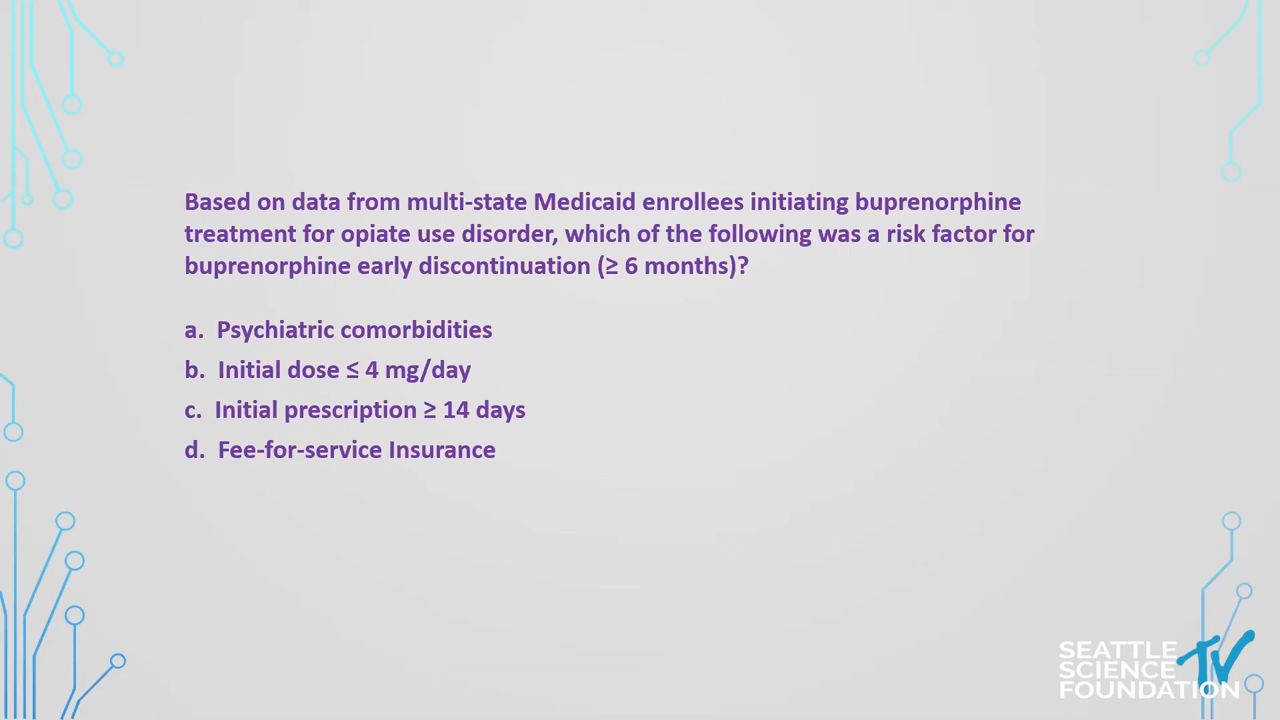 Based on data from multi-state Medicaid enrollees initiating buprenorphine
treatment for opiate use disorder, which of the following was a risk factor for
buprenorphine early discontinuation (≥ 6 months)?
a. Psychiatric comorbidities
b. Initial dose ≤ 4 mg/day
c. Initial prescription ≥ 14 days
d. Fee-for-service Insurance
SEATTLE
SCIENCE TV
FOUNDATION